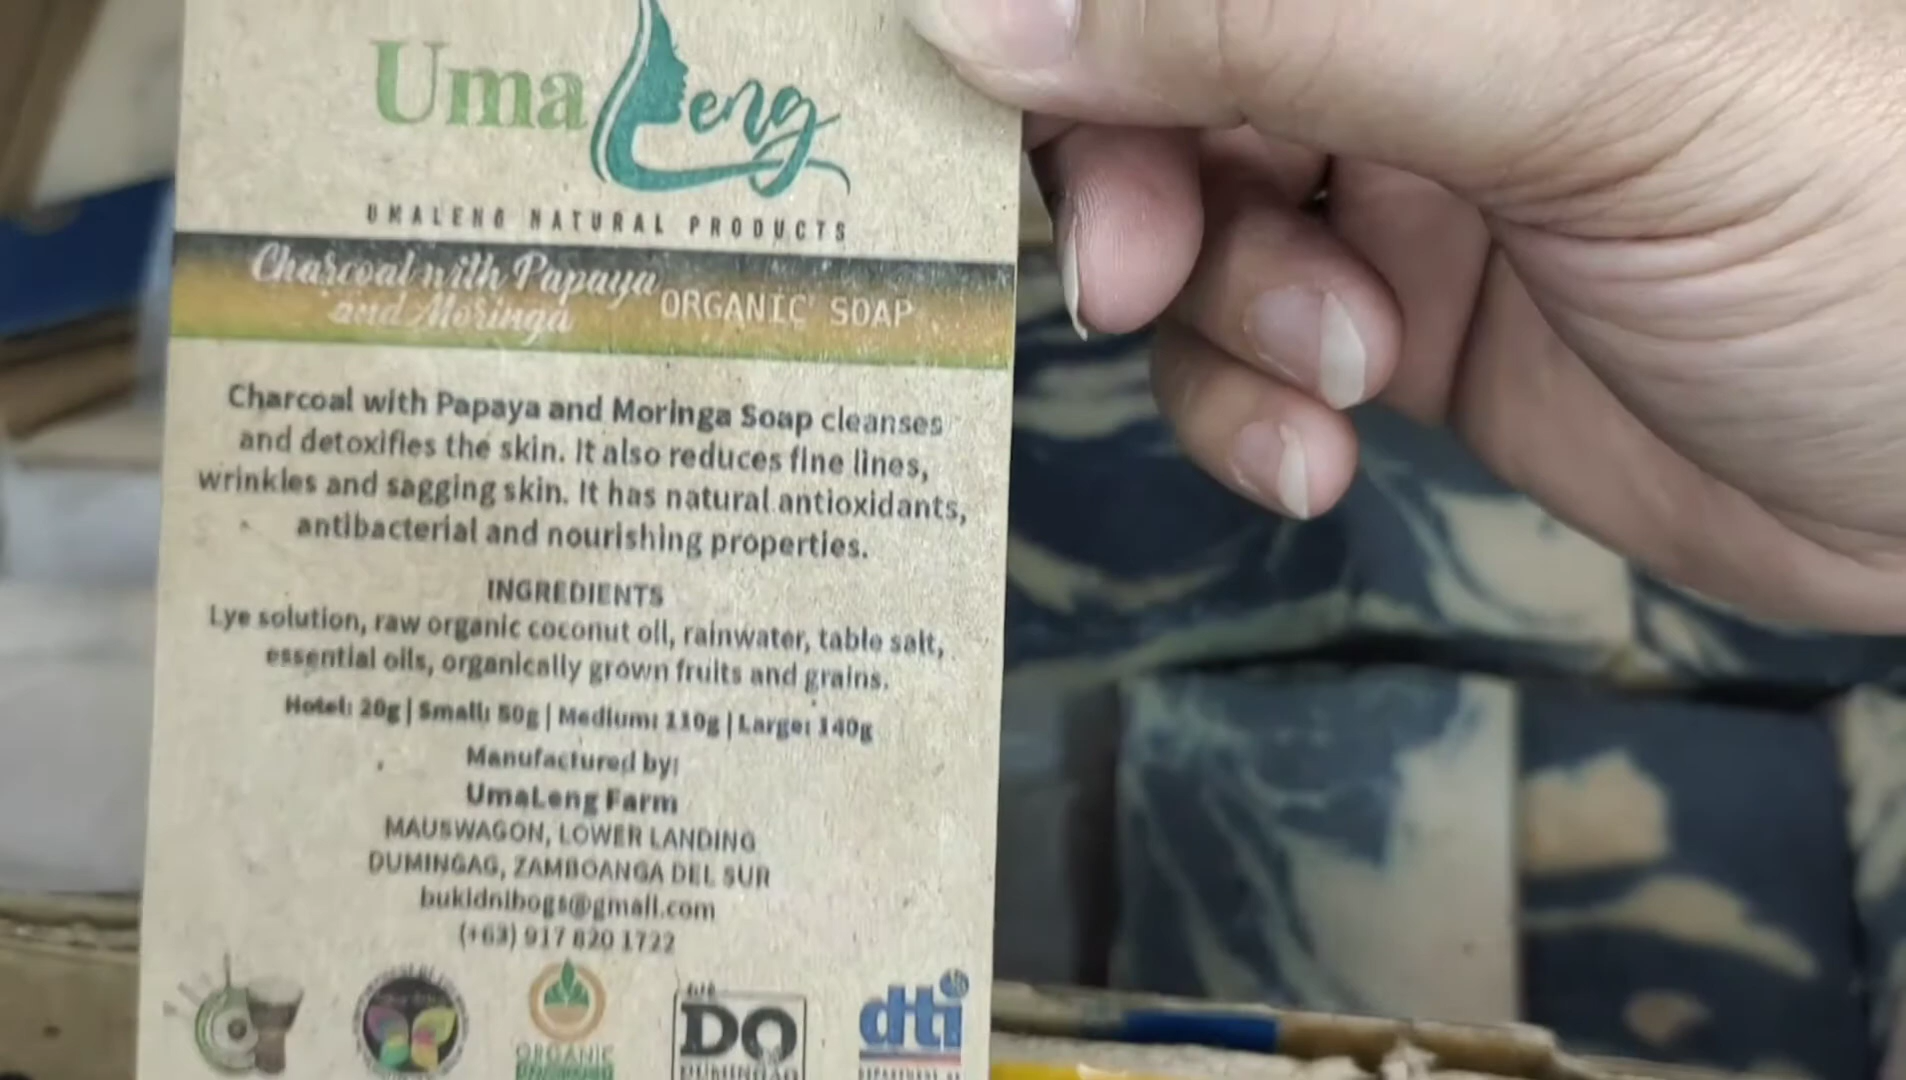 UmaLeng
UMALENG NATURAL PRODUCTS
Charcoal with Papaya
and Moringa
ORGANIC SOAP
Charcoal with Papaya and Moringa Soap cleanses
and detoxifies the skin. It also reduces fine lines,
wrinkles and sagging skin. It has natural antioxidants,
antibacterial and nourishing properties.
INGREDIENTS
Lye solution, raw organic coconut oil, rainwater, table salt,
essential oils, organically grown fruits and grains.
Hotel: 20g | Small: 50g | Medium: 110g | Large: 140g
Manufactured by:
UmaLeng Farm
MAUSWAGON, LOWER LANDING
DUMINGAG, ZAMBOANGA DEL SUR
bukidnibogs@gmail.com
(+63) 917 820 1722
ORGANIC
DO
DUMINGAG
dti